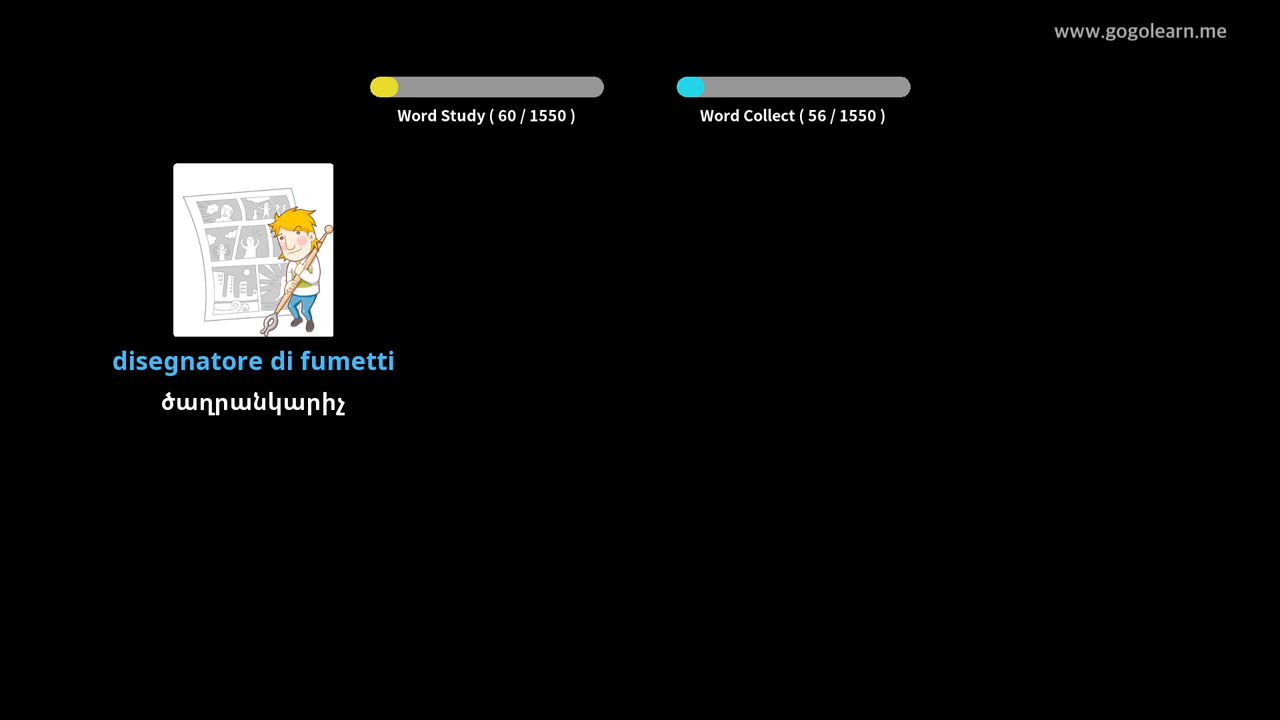 www.gogolearn.me
Word Study ( 60 / 1550 )
Word Collect ( 56 / 1550 )
disegnatore di fumetti
ծաղրանկարիչ